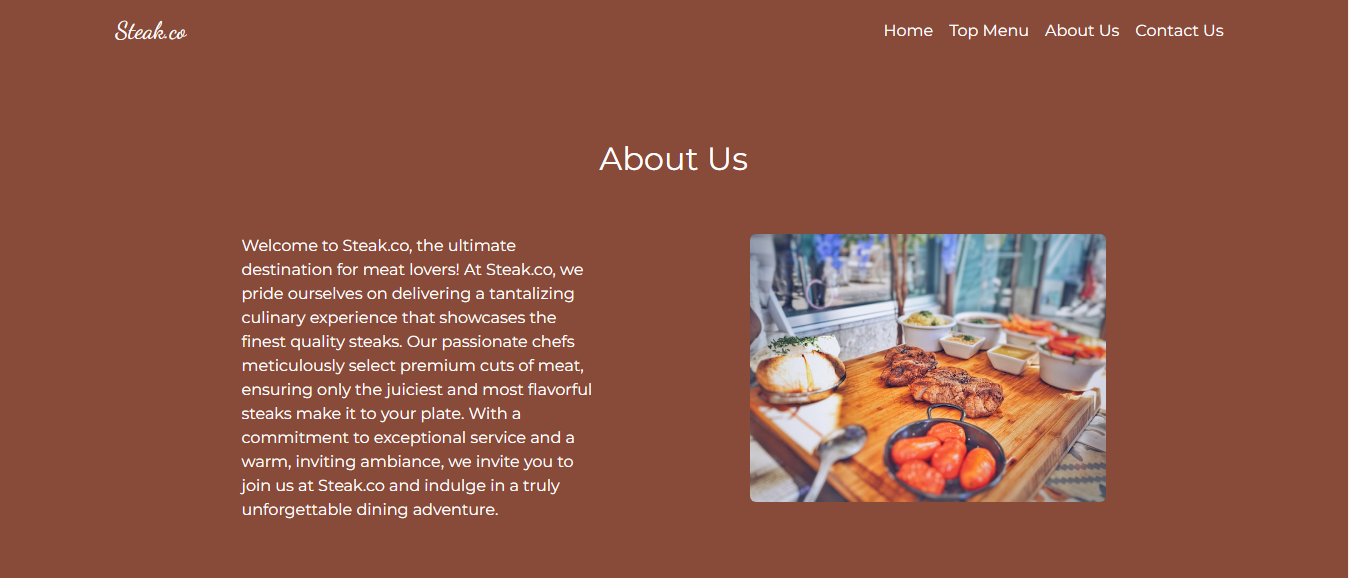 Steak.co
Home Top Menu About Us Contact Us
About Us
Welcome to Steak.co, the ultimate
destination for meat lovers! At Steak.co, we
pride ourselves on delivering a tantalizing
culinary experience that showcases the
finest quality steaks. Our passionate chefs
meticulously select premium cuts of meat,
ensuring only the juiciest and most flavorful
steaks make it to your plate. With a
commitment to exceptional service and a
warm, inviting ambiance, we invite you to
join us at Steak.co and indulge in a truly
unforgettable dining adventure.